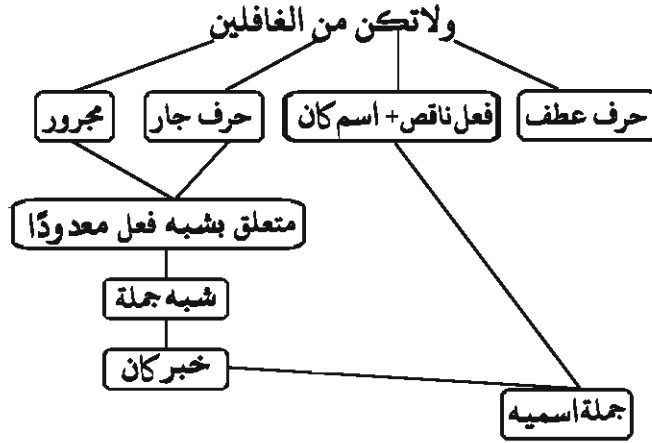 ولاتكن من الغافلين
حرف عطف
فعل ناقص + اسم كان
حرف جار
مجرور
متعلق بشبه فعل معدودًا
شبه جملة
خبر كان
جملة اسميه